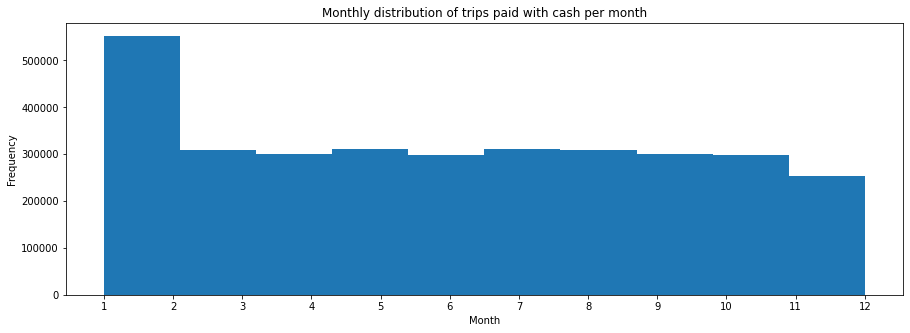 Monthly distribution of trips paid with cash per month
Frequency
500000
400000
300000
200000
100000
0
1 2 3 4 5 6 7 8 9 10 11 12
Month